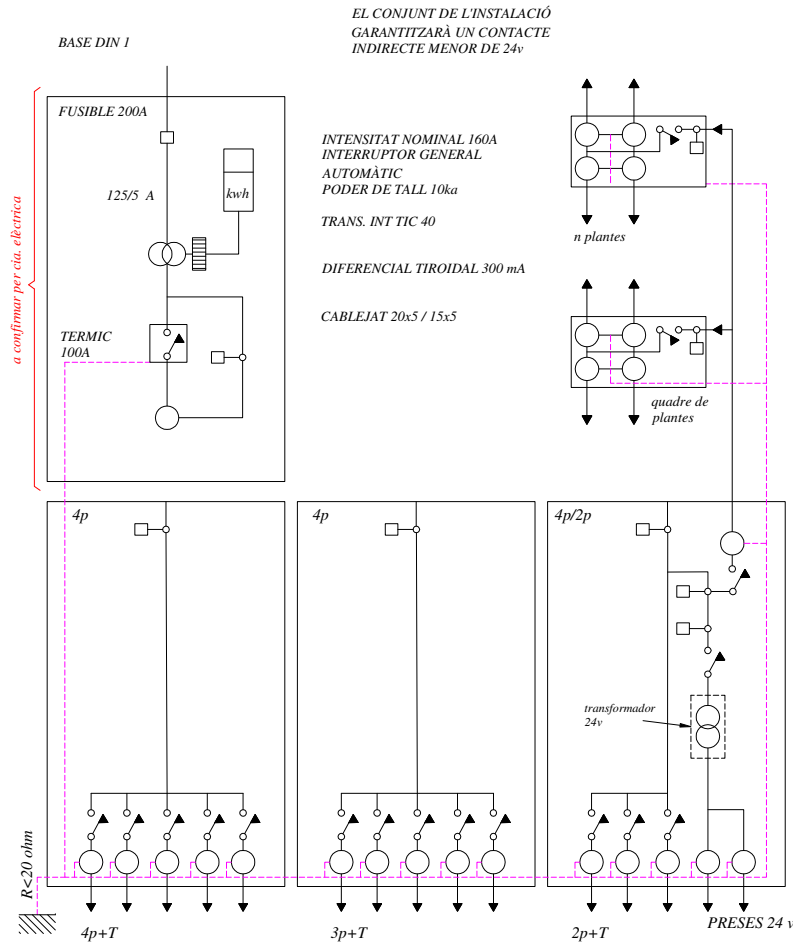 EL CONJUNT DE L'INSTALACIÓ
GARANTITZARÀ UN CONTACTE
INDIRECTE MENOR DE 24v
BASE DIN 1
FUSIBLE 200A
125/5 A
kwh
TERMIC
100A
a confirmar per cia. elèctrica
INTENSITAT NOMINAL 160A
INTERRUPTOR GENERAL
AUTOMÀTIC
PODER DE TALL 10ka
TRANS. INT TIC 40
DIFERENCIAL TIROIDAL 300 mA
CABLEJAT 20x5 / 15x5
n plantes
quadre de
plantes
4p
4p
4p/2p
transformador
24v
R<20 ohm
4p+T
3p+T
2p+T
PRESES 24 v